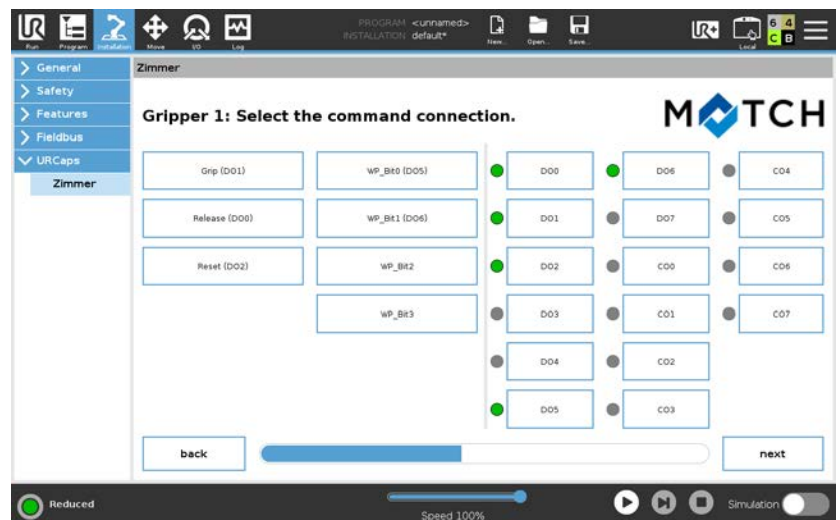 UR
PROGRAM <unnamed>
INSTALLATION default*
UR+
6 4
C B
Run Program Installation Move I/O Log New... Open... Save... Local
General
Zimmer
Safety
Features
Fieldbus
URCaps
Zimmer
Gripper 1: Select the command connection.
MATCH
Grip (DO1) WP_Bit0 (DO5) DO0 DO6 CO4
Release (DO0) WP_Bit1 (DO6) DO1 DO7 CO5
Reset (DO2) WP_Bit2 DO2 CO0 CO6
WP_Bit3 DO3 CO1 CO7
DO4 CO2
DO5 CO3
back next
Reduced
Speed 100%
Simulation